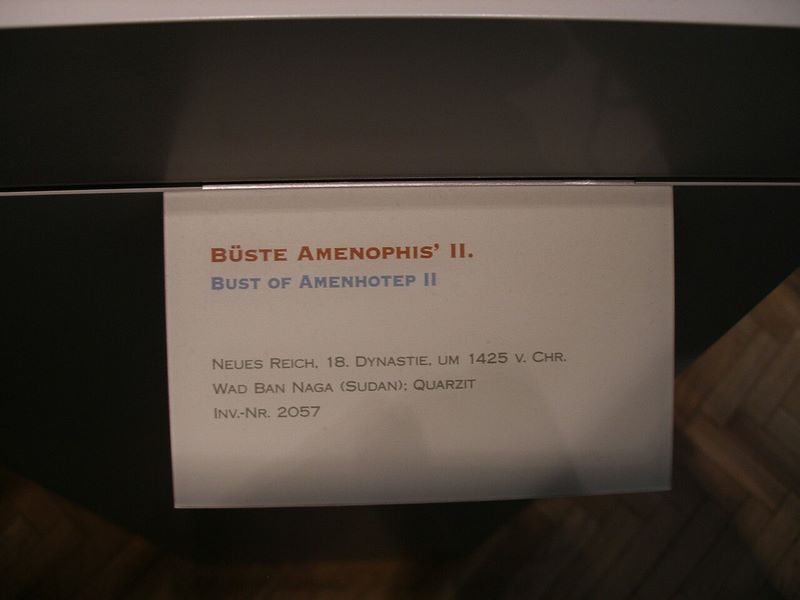 BÜSTE AMENOPHIS' II.
BUST OF AMENHOTEP II
NEUES REICH, 18. DYNASTIE, UM 1425 V. CHR.
WAD BAN NAGA (SUDAN); QUARZIT
INV.-NR. 2057